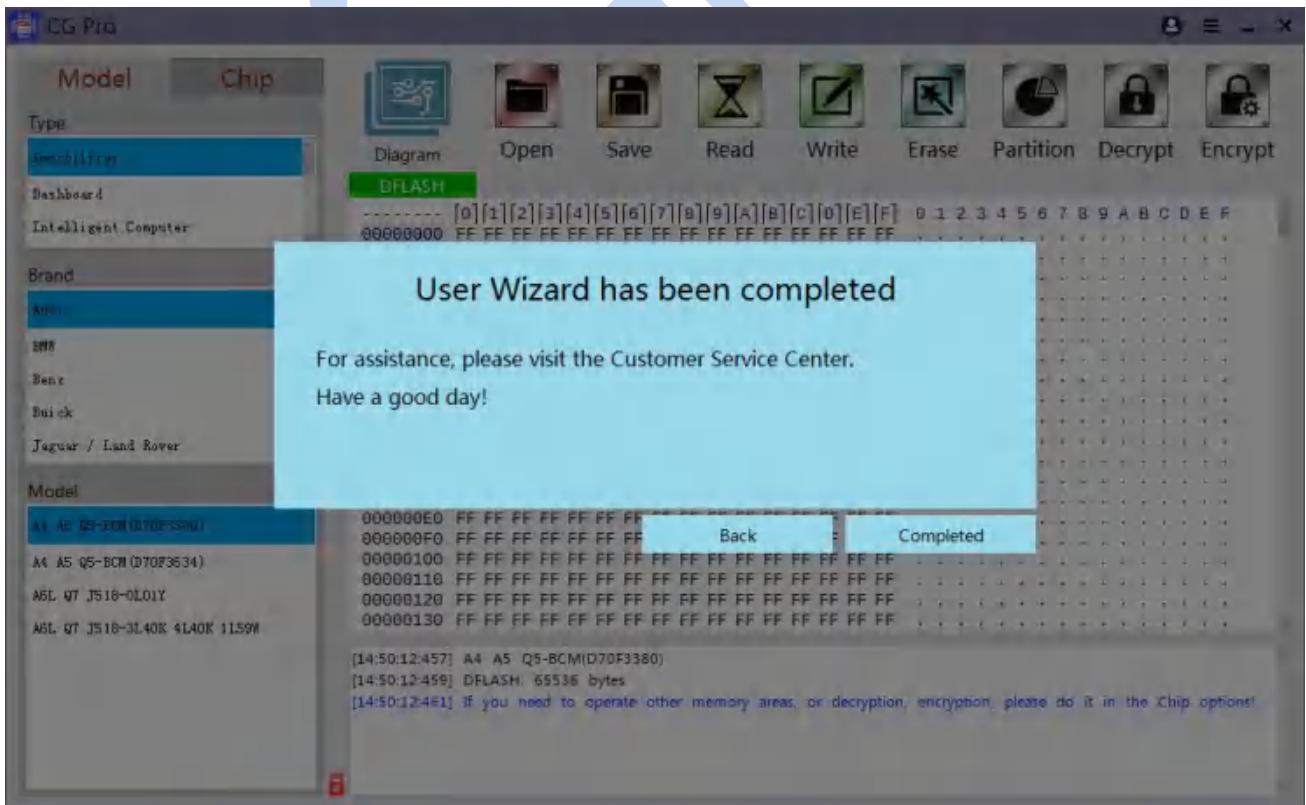 CG Pro
Model Chip
Type
Dashboard
Intelligent Computer
Brand
BMW
Benz
Buick
Jaguar / Land Rover
Model
A4 A5 Q5-BCM(D70F3380)
A4 A5 Q5-BCM(D70F3634)
A6L Q7 J518-0L01Y
A6L Q7 J518-3L40K 4L40K 1L59W
Diagram Open Save Read Write Erase Partition Decrypt Encrypt
DFLASH
-------- [0][1][2][3][4][5][6][7][8][9][A][B][C][D][E][F] 0 1 2 3 4 5 6 7 8 9 A B C D E F
00000000 FF FF FF FF FF FF FF FF FF FF FF FF FF FF FF FF . . . . . . . . . . . . . . . .
User Wizard has been completed
For assistance, please visit the Customer Service Center.
Have a good day!
000000E0 FF FF FF FF FF FF FF
000000F0 FF FF FF FF FF FF FF
Back Completed
00000100 FF FF FF FF FF FF FF FF FF FF FF FF FF FF FF FF . . . . . . . . . . . . . . . .
00000110 FF FF FF FF FF FF FF FF FF FF FF FF FF FF FF FF . . . . . . . . . . . . . . . .
00000120 FF FF FF FF FF FF FF FF FF FF FF FF FF FF FF FF . . . . . . . . . . . . . . . .
00000130 FF FF FF FF FF FF FF FF FF FF FF FF FF FF FF FF . . . . . . . . . . . . . . . .
[14:50:12:457] A4 A5 Q5-BCM(D70F3380)
[14:50:12:459] DFLASH: 65536 bytes
[14:50:12:461] If you need to operate other memory areas, or decryption, encryption, please do it in the Chip options!